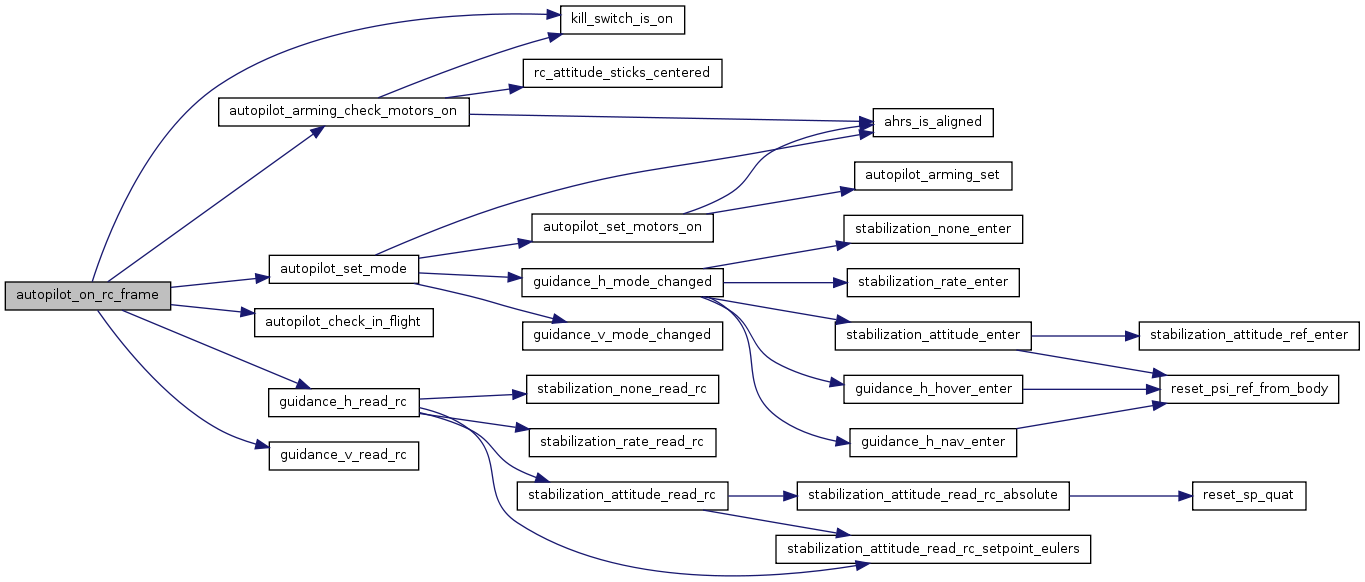 kill_switch_is_on
rc_attitude_sticks_centered
autopilot_arming_check_motors_on
ahrs_is_aligned
autopilot_arming_set
autopilot_set_motors_on
stabilization_none_enter
autopilot_set_mode
guidance_h_mode_changed
stabilization_rate_enter
autopilot_on_rc_frame
autopilot_check_in_flight
guidance_v_mode_changed
stabilization_attitude_enter
stabilization_attitude_ref_enter
guidance_h_read_rc
stabilization_none_read_rc
guidance_h_hover_enter
reset_psi_ref_from_body
guidance_v_read_rc
stabilization_rate_read_rc
guidance_h_nav_enter
stabilization_attitude_read_rc
stabilization_attitude_read_rc_absolute
reset_sp_quat
stabilization_attitude_read_rc_setpoint_eulers